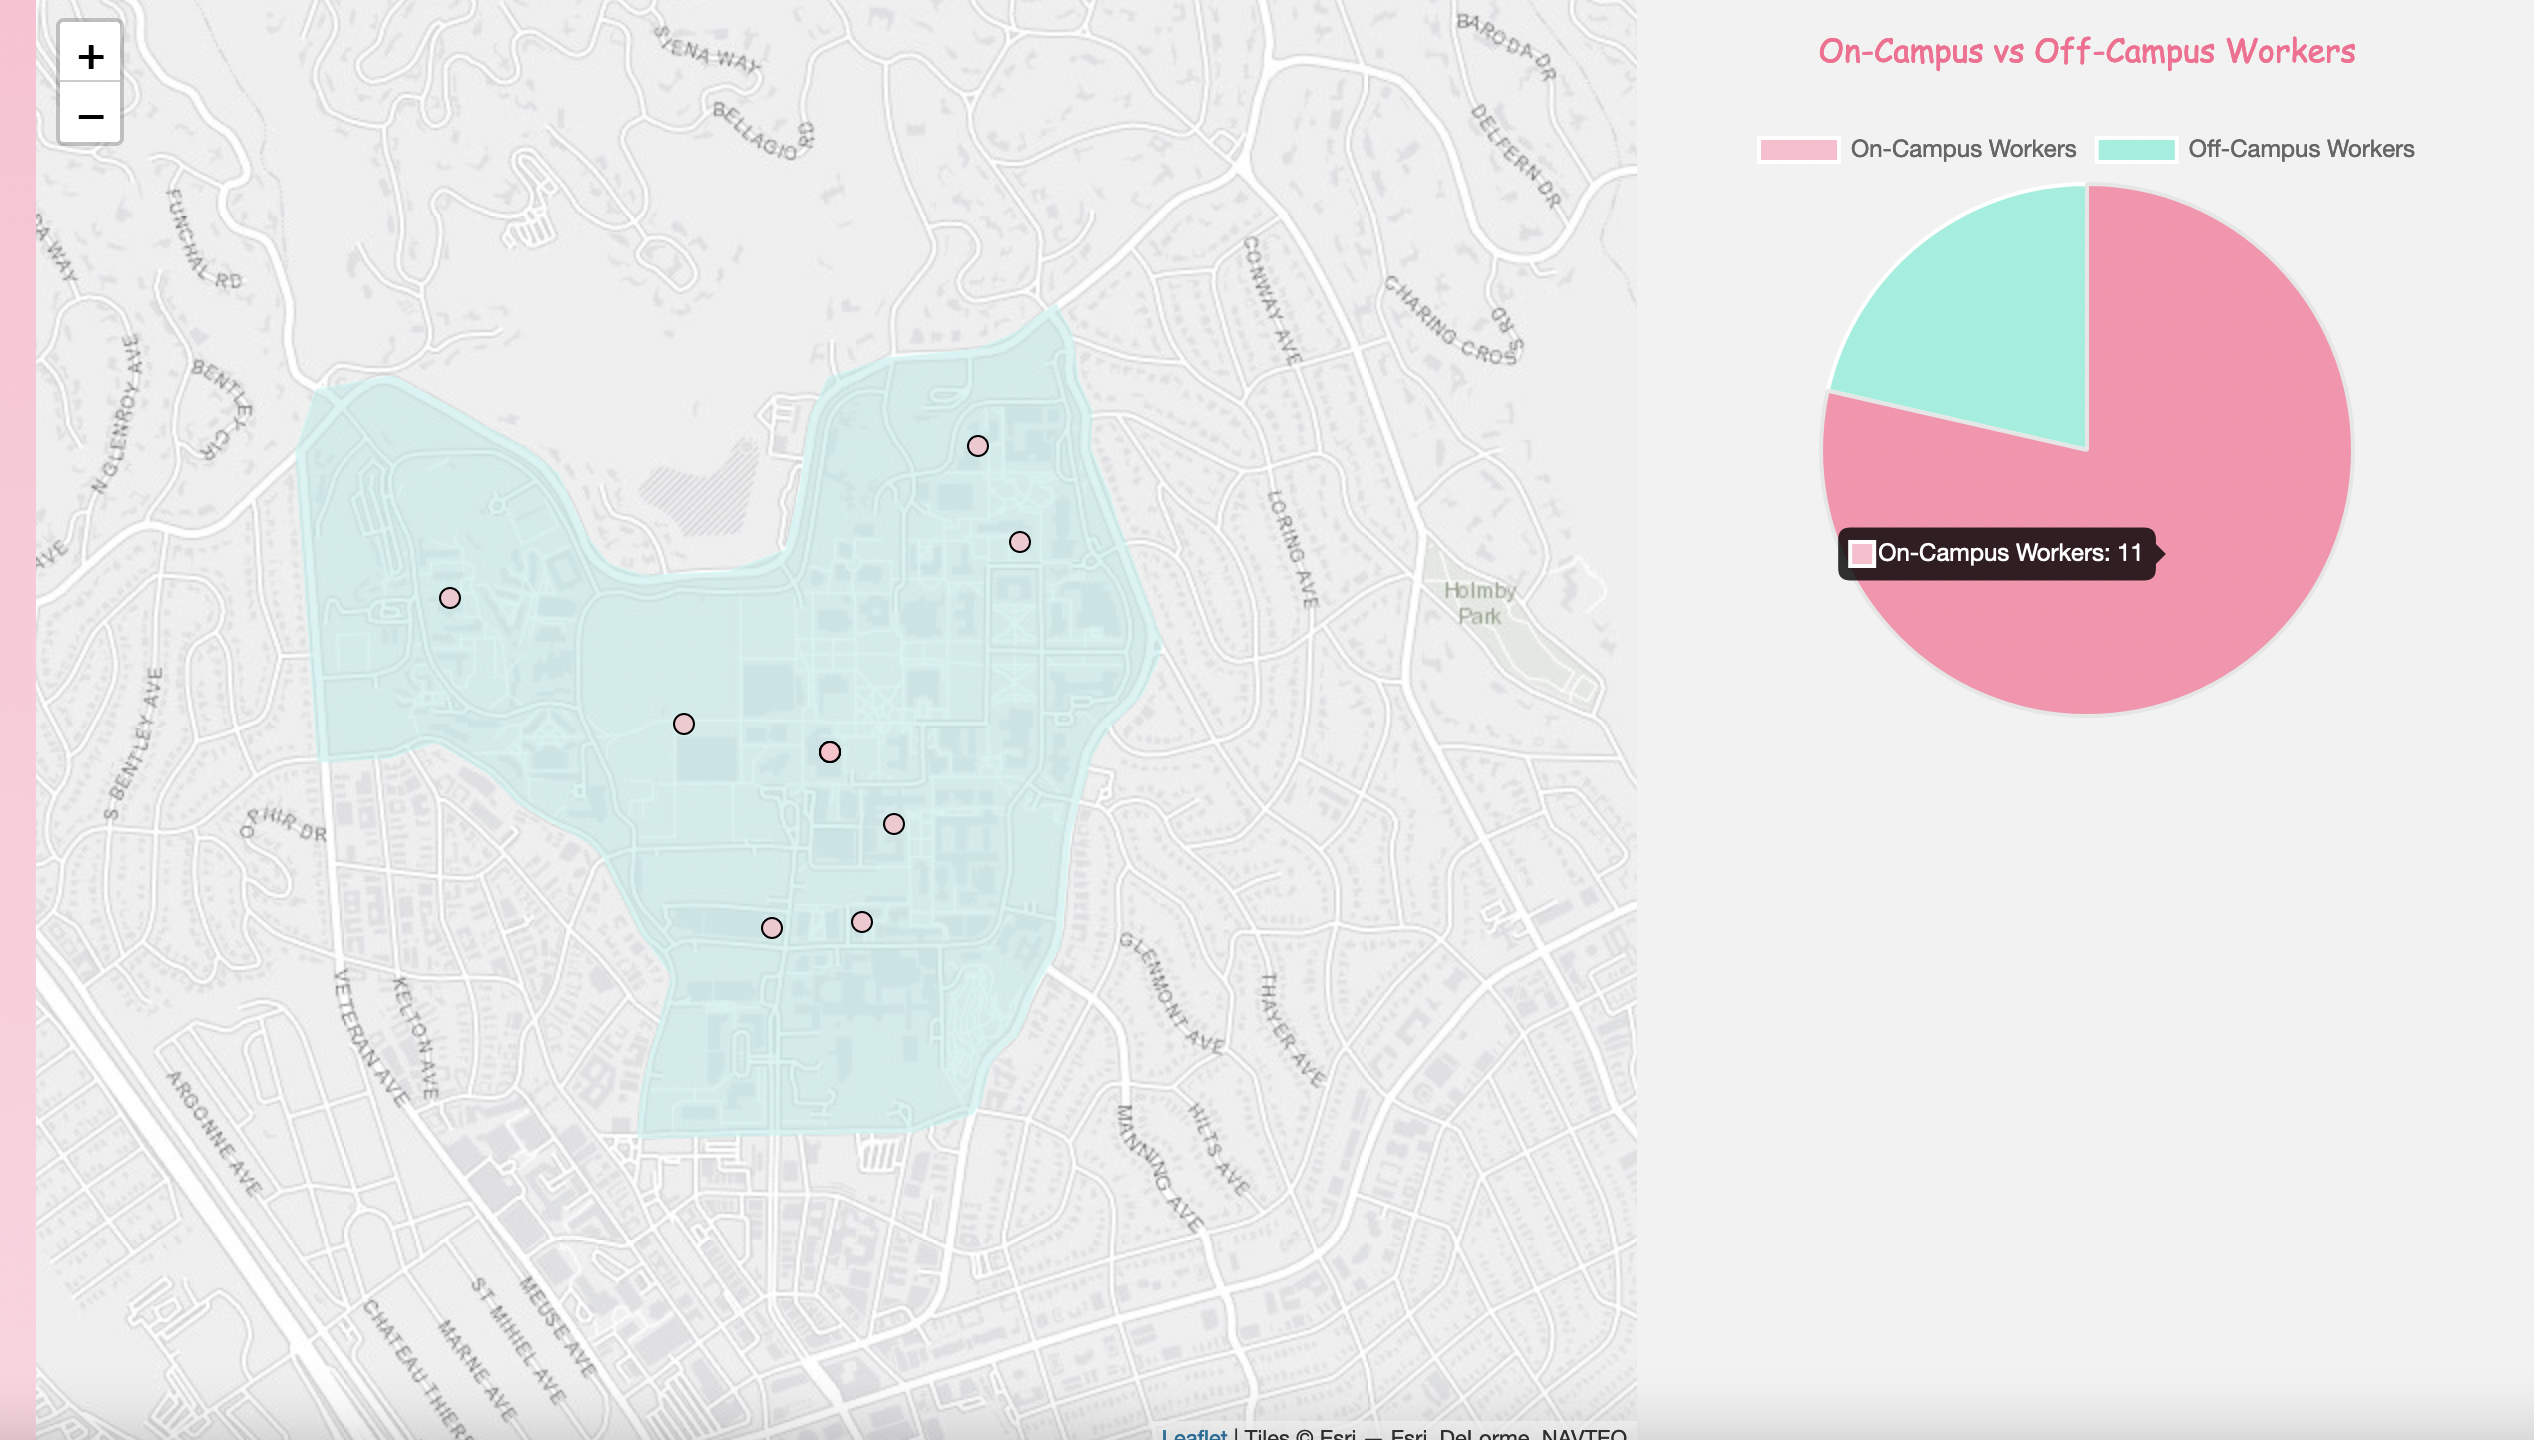 +
−
SIENA WAY
BELLAGIO
RD
BARODA DR
DELFERN DR
FUNCHAL RD
N GLENROY AVE
BENTLEY CIR
CONWAY AVE
CHARING CROSS RD
LORING AVE
Holmby
Park
AVE
S BENTLEY AVE
OPHIR DR
VETERAN AVE
KELTON AVE
GLENMONT AVE
THAYER AVE
MANNING AVE
HILTS AVE
ARGONNE AVE
MEUSE AVE
ST MIHIEL AVE
MARNE AVE
Leaflet | Tiles © Esri — Esri, DeLorme, NAVTEQ
On-Campus vs Off-Campus Workers
On-Campus Workers
Off-Campus Workers
On-Campus Workers: 11